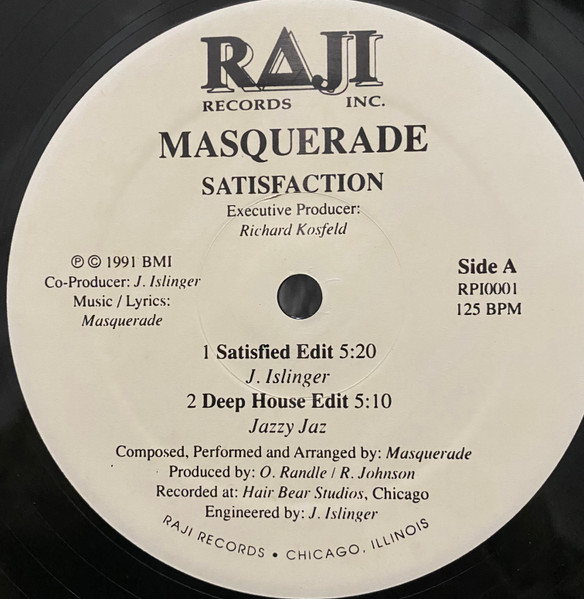 RAJI
RECORDS INC.
MASQUERADE
SATISFACTION
Executive Producer:
Richard Kosfeld
℗ © 1991 BMI
Co-Producer: J. Islinger
Music / Lyrics:
Masquerade
Side A
RPI0001
125 BPM
1 Satisfied Edit 5:20
J. Islinger
2 Deep House Edit 5:10
Jazzy Jaz
Composed, Performed and Arranged by: Masquerade
Produced by: O. Randle / R. Johnson
Recorded at: Hair Bear Studios, Chicago
Engineered by: J. Islinger
RAJI RECORDS • CHICAGO, ILLINOIS